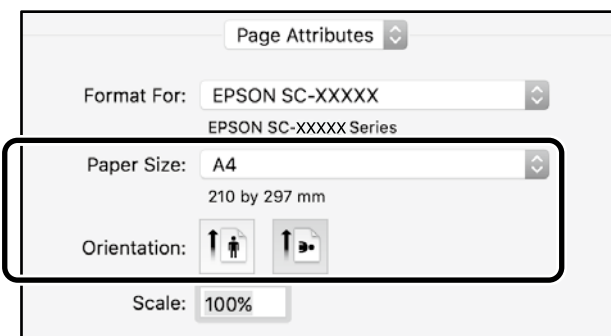 Page Attributes
Format For: EPSON SC-XXXXX
EPSON SC-XXXXX Series
Paper Size: A4
210 by 297 mm
Orientation:
Scale: 100%